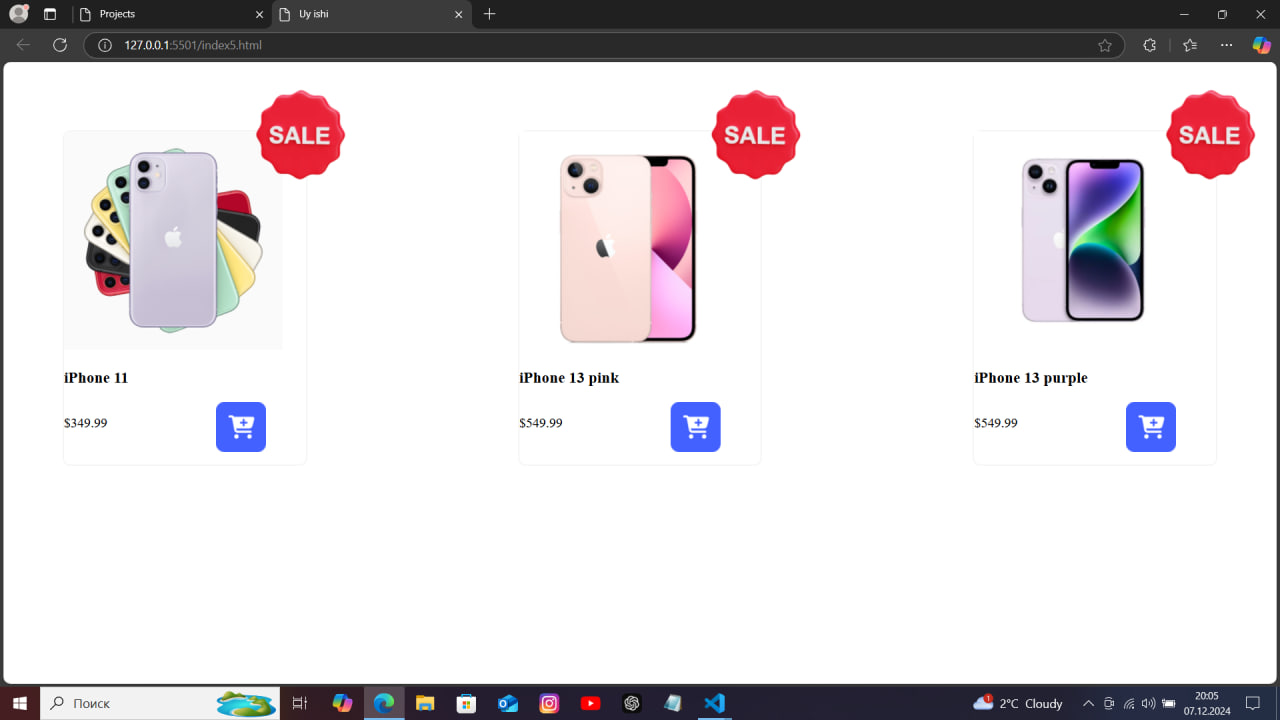 Projects
Uy ishi
127.0.0.1:5501/index5.html
SALE
SALE
SALE
iPhone 11
iPhone 13 pink
iPhone 13 purple
$349.99
$549.99
$549.99
Поиск
1
2°C Cloudy
20:05
07.12.2024